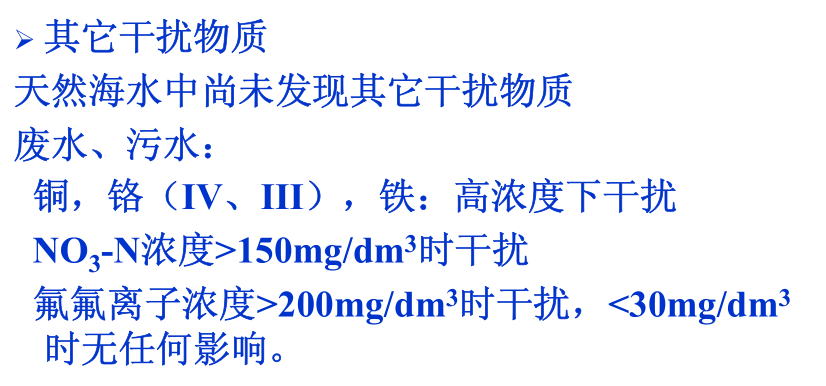 ➢ 其它干扰物质
天然海水中尚未发现其它干扰物质
废水、污水：
铜，铬（IV、III），铁：高浓度下干扰
NO₃-N浓度>150mg/dm³时干扰
氟氟离子浓度>200mg/dm³时干扰，<30mg/dm³
时无任何影响。